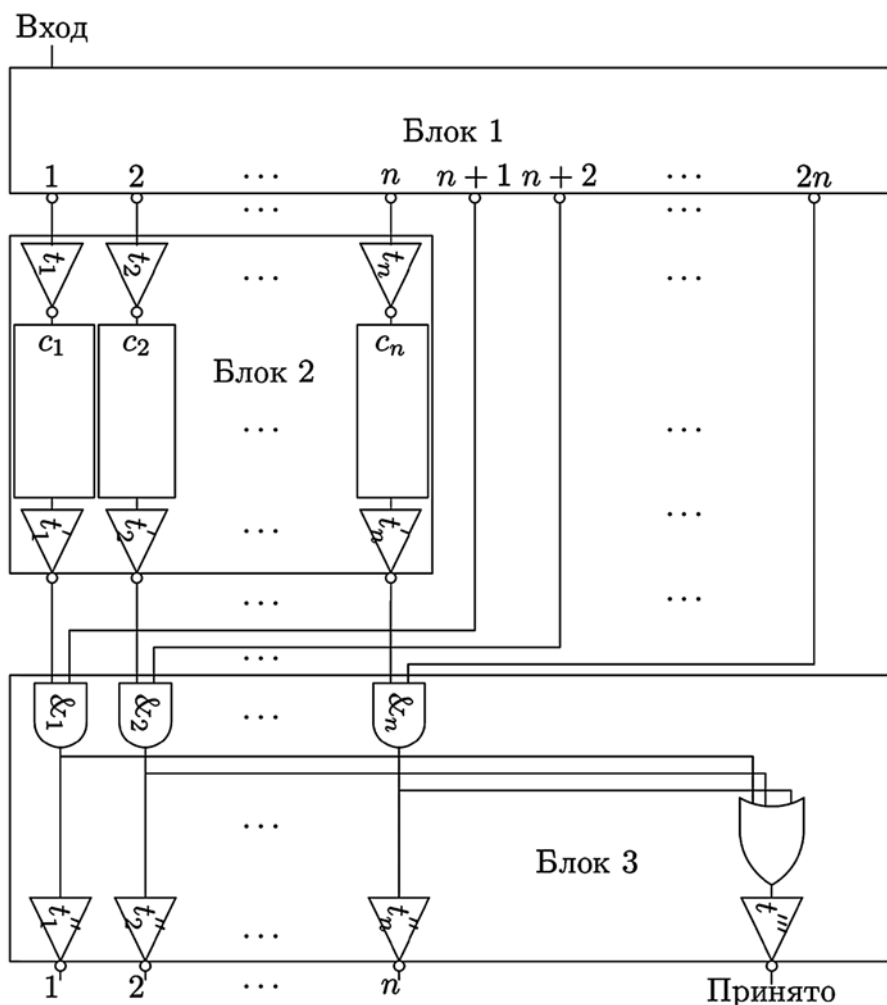 Вход
Блок 1
1 2 ⋯ n n + 1 n + 2 ⋯ 2n
⋯ ⋯
t₁ t₂ ⋯ tₙ ⋯
c₁ c₂ cₙ
Блок 2
⋯ ⋯
⋯
t₁′ t₂′ ⋯ tₙ′
⋯ ⋯
⋯
&₁ &₂ ⋯ &ₙ
⋯
Блок 3
t₁″ t₂″ ⋯ tₙ″ t‴
1 2 ⋯ n Принято